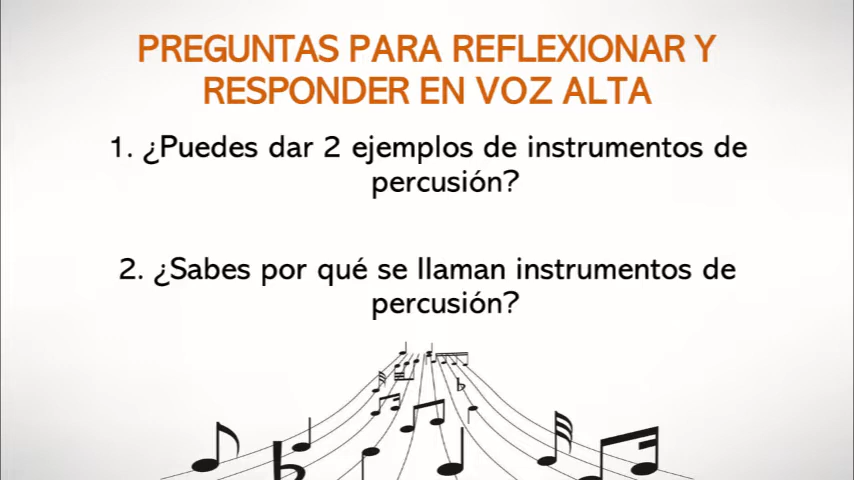 PREGUNTAS PARA REFLEXIONAR Y
RESPONDER EN VOZ ALTA
1. ¿Puedes dar 2 ejemplos de instrumentos de
percusión?
2. ¿Sabes por qué se llaman instrumentos de
percusión?